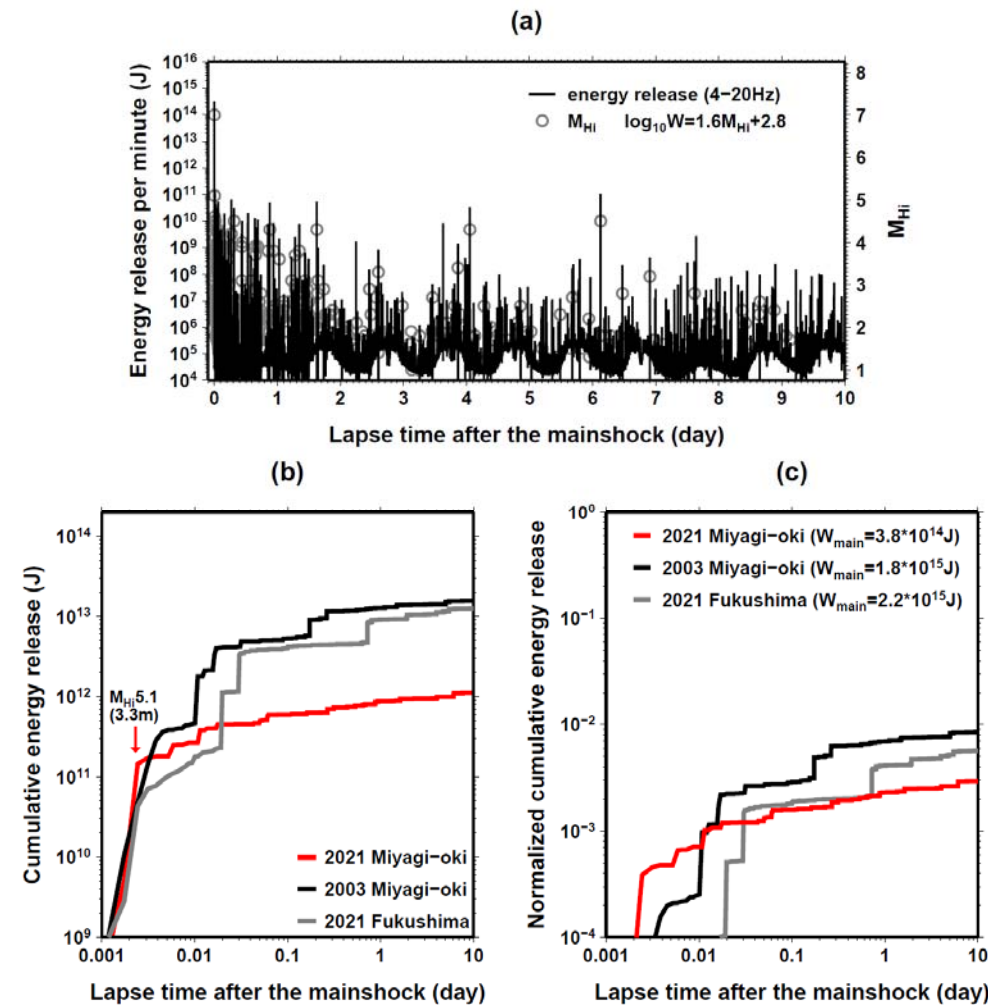 (a)
Energy release per minute (J)
10¹⁶
10¹⁵
10¹⁴
10¹³
10¹²
10¹¹
10¹⁰
10⁹
10⁸
10⁷
10⁶
10⁵
10⁴
energy release (4−20Hz)
M_Hi log₁₀W=1.6M_Hi+2.8
8
7
6
5
4
3
2
1
M_Hi
0 1 2 3 4 5 6 7 8 9 10
Lapse time after the mainshock (day)
(b)
Cumulative energy release (J)
10¹⁴
10¹³
10¹²
10¹¹
10¹⁰
10⁹
M_Hi5.1
(3.3m)
2021 Miyagi−oki
2003 Miyagi−oki
2021 Fukushima
0.001 0.01 0.1 1 10
Lapse time after the mainshock (day)
(c)
Normalized cumulative energy release
10⁰
10⁻¹
10⁻²
10⁻³
10⁻⁴
2021 Miyagi−oki (W_main=3.8*10¹⁴J)
2003 Miyagi−oki (W_main=1.8*10¹⁵J)
2021 Fukushima (W_main=2.2*10¹⁵J)
0.001 0.01 0.1 1 10
Lapse time after the mainshock (day)